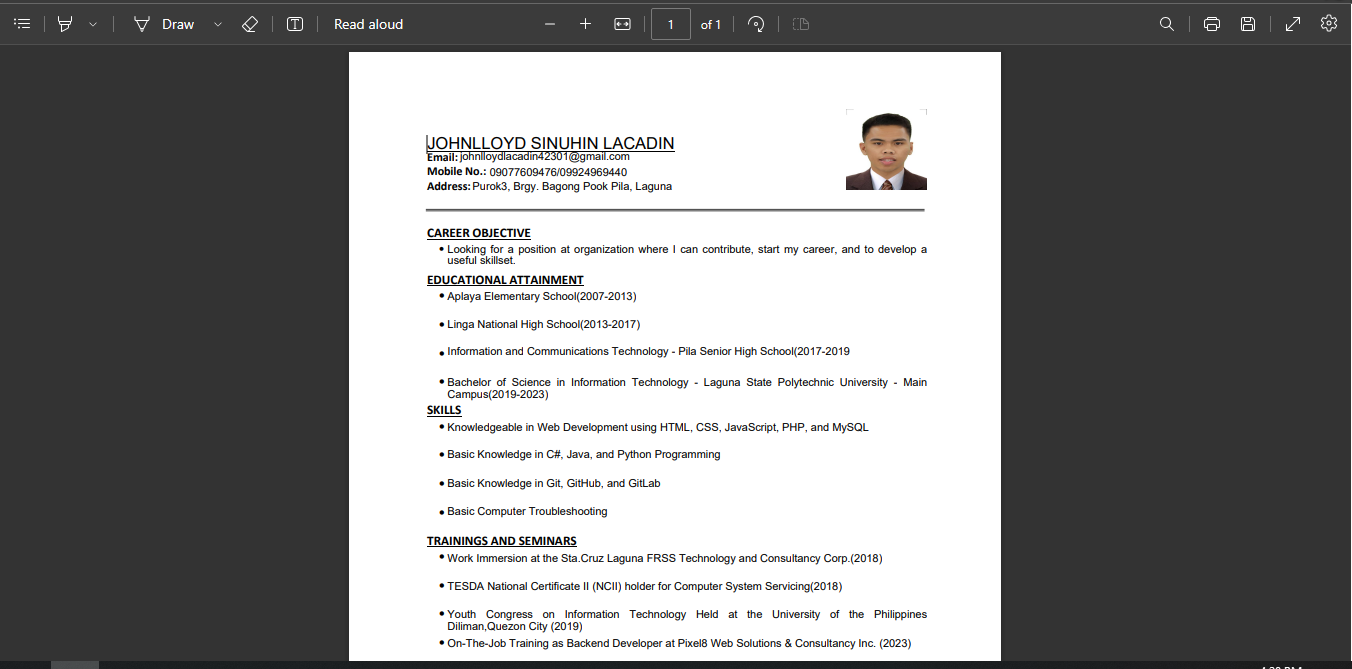 Draw
Read aloud
1 of 1
JOHNLLOYD SINUHIN LACADIN
Email: johnlloydlacadin42301@gmail.com
Mobile No.: 09077609476/09924969440
Address: Purok3, Brgy. Bagong Pook Pila, Laguna
CAREER OBJECTIVE
• Looking for a position at organization where I can contribute, start my career, and to develop a
useful skillset.
EDUCATIONAL ATTAINMENT
• Aplaya Elementary School(2007-2013)
• Linga National High School(2013-2017)
• Information and Communications Technology - Pila Senior High School(2017-2019
• Bachelor of Science in Information Technology - Laguna State Polytechnic University - Main
Campus(2019-2023)
SKILLS
• Knowledgeable in Web Development using HTML, CSS, JavaScript, PHP, and MySQL
• Basic Knowledge in C#, Java, and Python Programming
• Basic Knowledge in Git, GitHub, and GitLab
• Basic Computer Troubleshooting
TRAININGS AND SEMINARS
• Work Immersion at the Sta.Cruz Laguna FRSS Technology and Consultancy Corp.(2018)
• TESDA National Certificate II (NCII) holder for Computer System Servicing(2018)
• Youth Congress on Information Technology Held at the University of the Philippines
Diliman,Quezon City (2019)
• On-The-Job Training as Backend Developer at Pixel8 Web Solutions & Consultancy Inc. (2023)